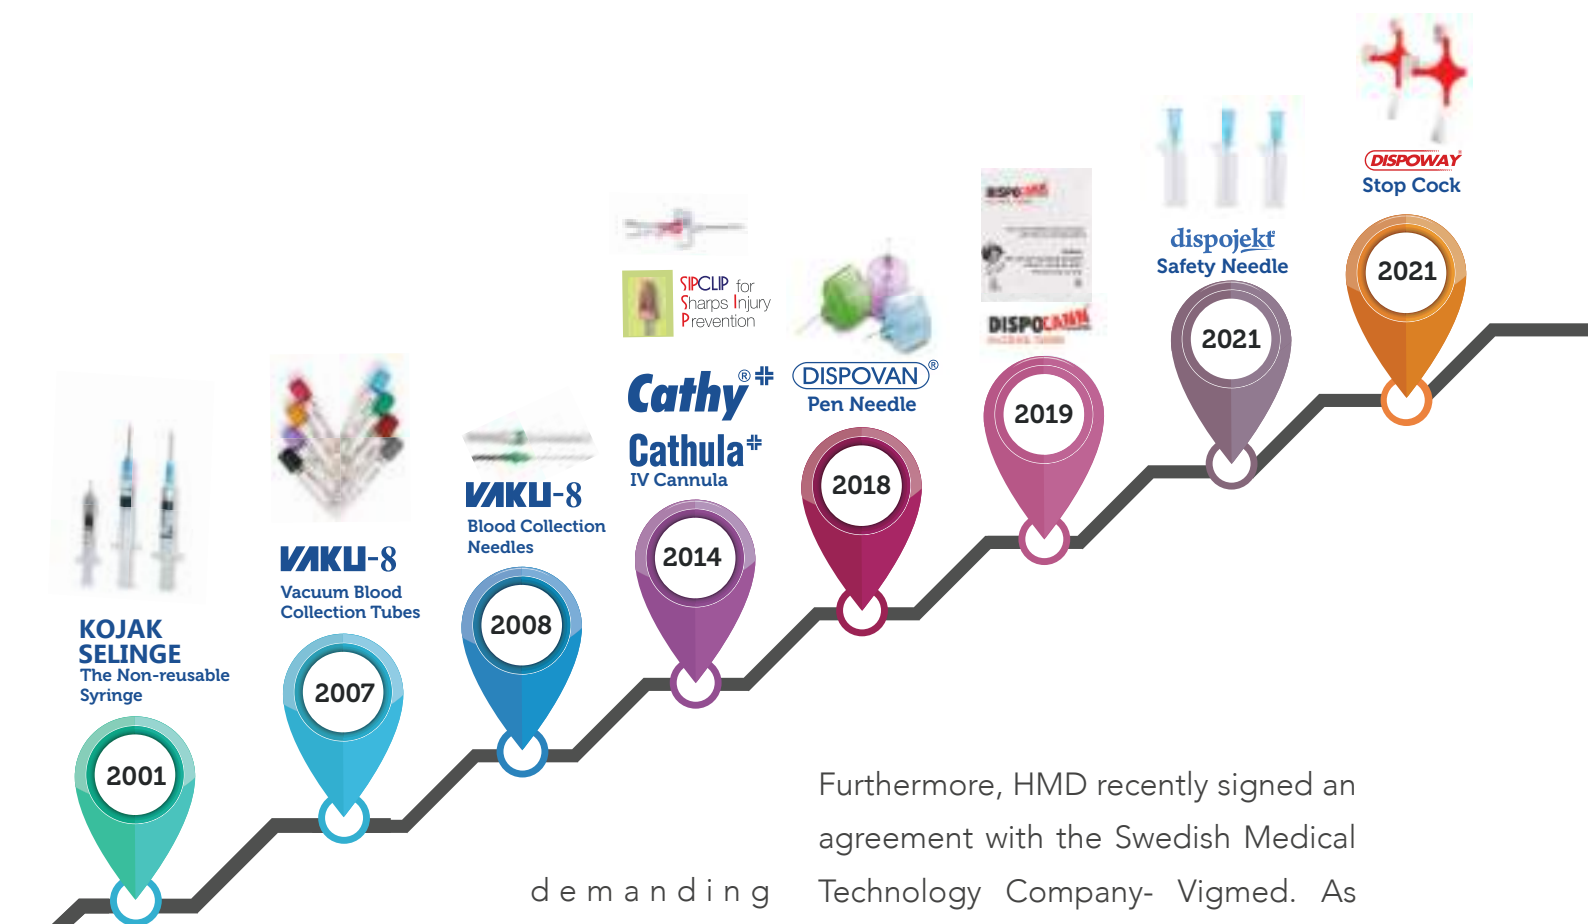 KOJAK
SELINGE
The Non-reusable
Syringe
2001
VAKU-8
Vacuum Blood
Collection Tubes
2007
VAKU-8
Blood Collection
Needles
2008
SIPCLIP for
Sharps Injury
Prevention
Cathy®
Cathula
IV Cannula
2014
DISPOVAN®
Pen Needle
2018
DISPOCANN
DISPOCANN
2019
dispojekt
Safety Needle
2021
DISPOWAY
Stop Cock
2021
demanding
Furthermore, HMD recently signed an
agreement with the Swedish Medical
Technology Company- Vigmed. As